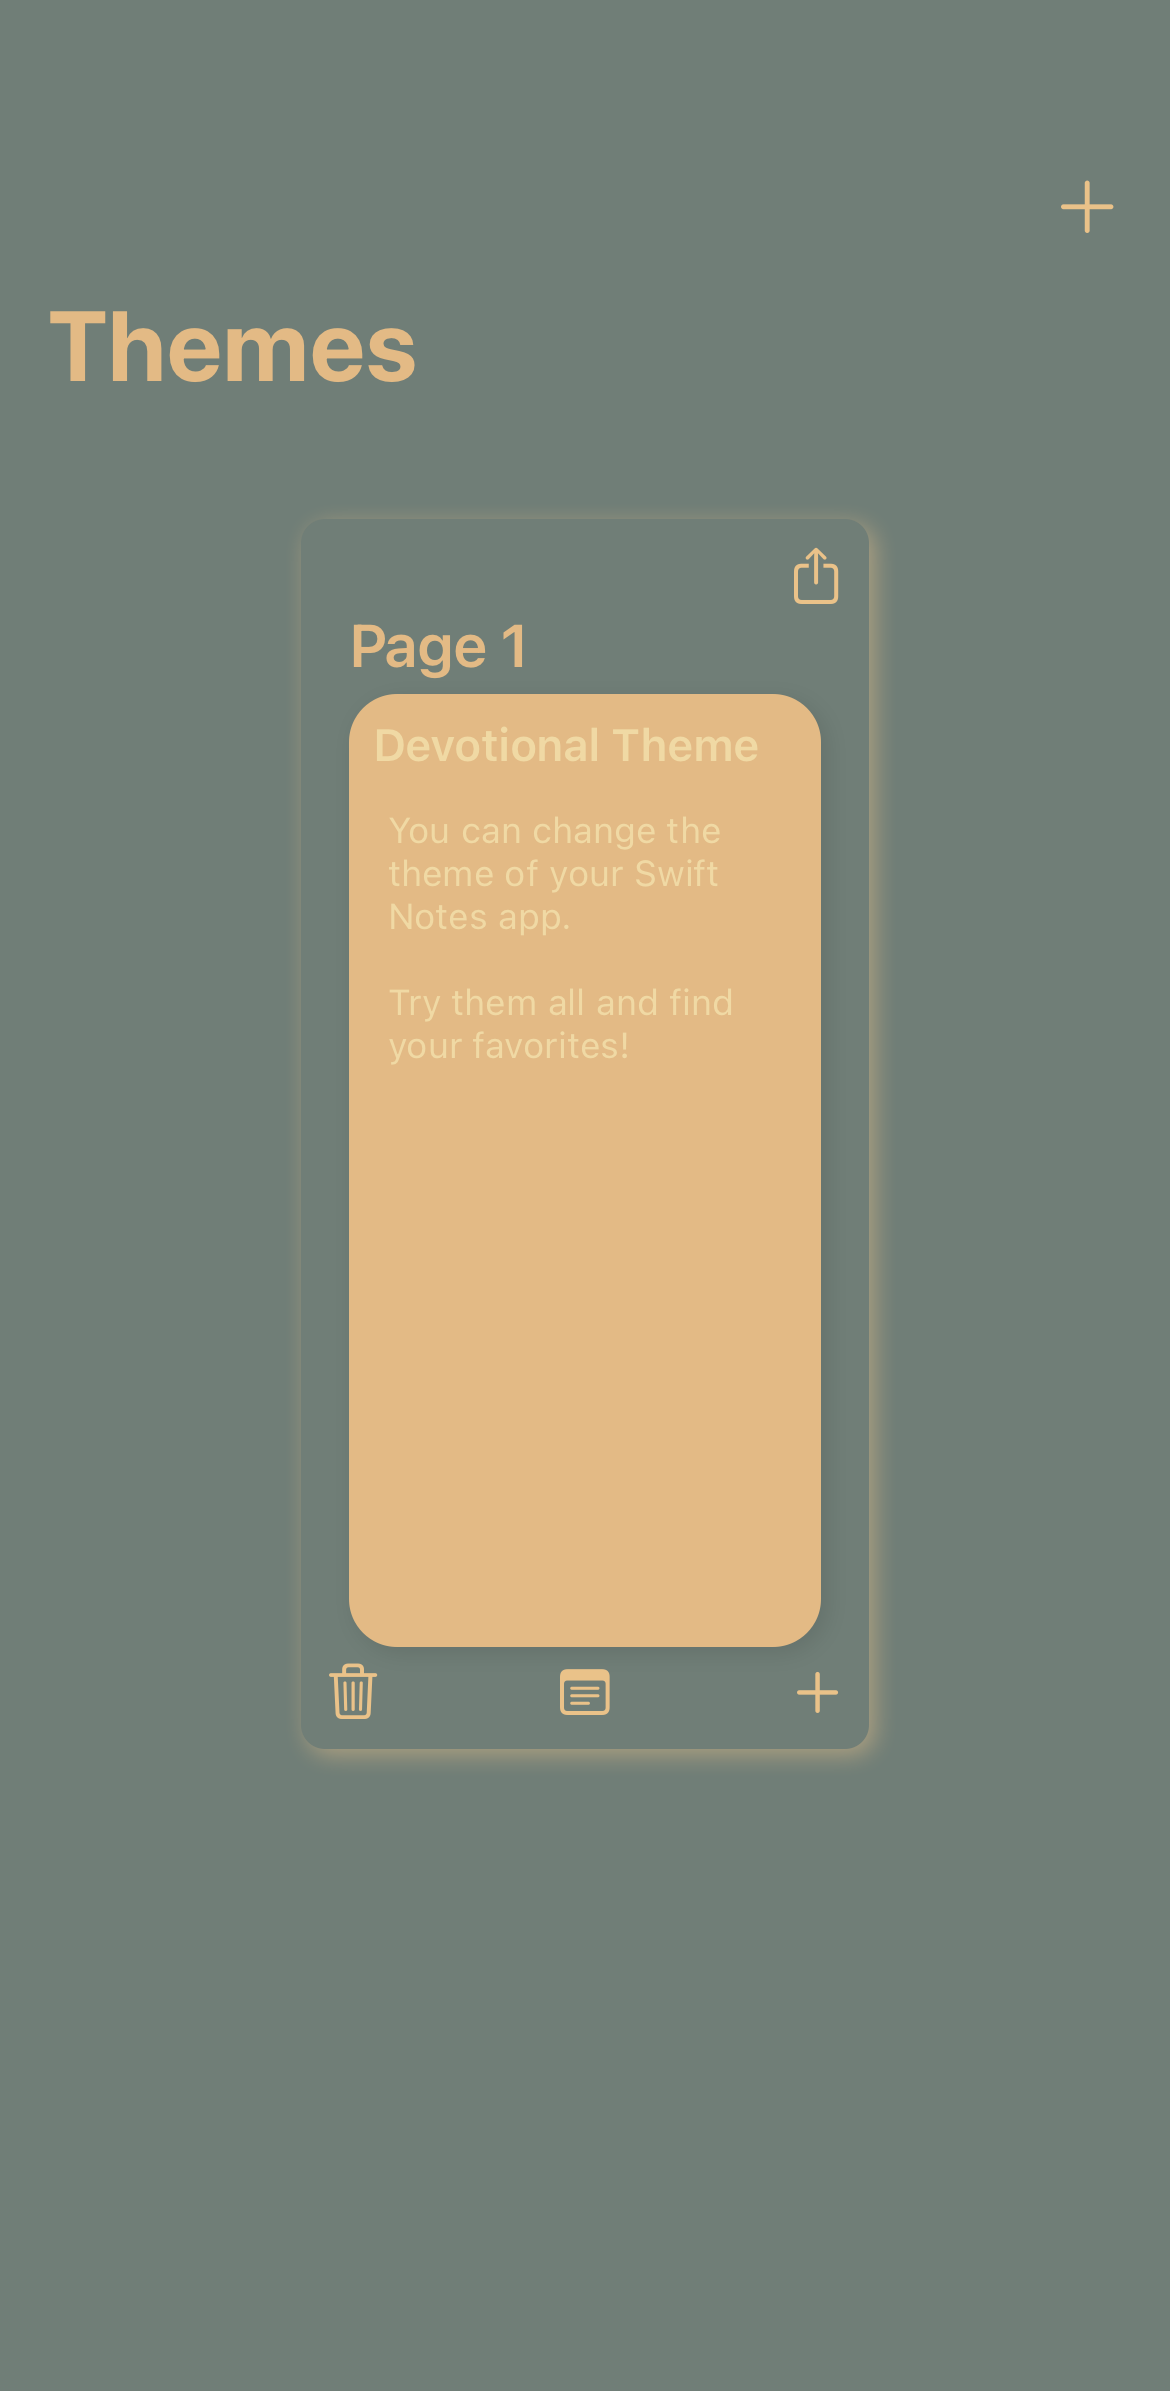 Themes
Page 1
Devotional Theme
You can change the
theme of your Swift
Notes app.
Try them all and find
your favorites!